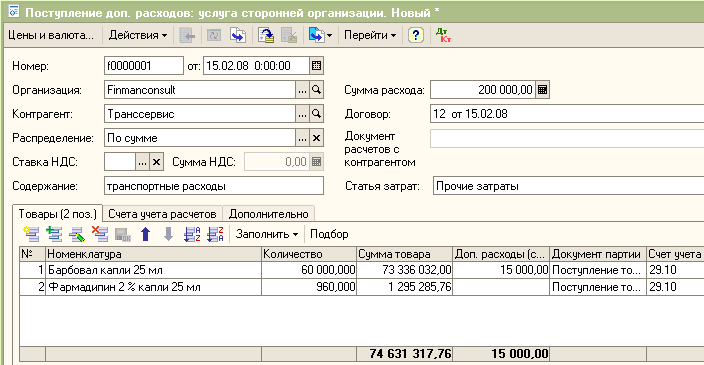 Поступление доп. расходов: услуга сторонней организации. Новый *
Цены и валюта... Действия Перейти ? Дт Кт
Номер: f0000001 от: 15.02.08 0:00:00
Организация: Finmanconsult ... Сумма расхода: 200 000,00
Контрагент: Транссервис ... Договор: 12 от 15.02.08
Распределение: По сумме ... × Документ расчетов с контрагентом
Ставка НДС: ... × Сумма НДС: 0,00
Содержание: транспортные расходы Статья затрат: Прочие затраты
Товары (2 поз.) Счета учета расчетов Дополнительно
Заполнить Подбор
№ Номенклатура Количество Сумма товара Доп. расходы (с... Документ партии Счет учета
1 Барбовал капли 25 мл 60 000,000 73 336 032,00 15 000,00 Поступление то... 29.10
2 Фармадипин 2 % капли 25 мл 960,000 1 295 285,76 Поступление то... 29.10
74 631 317,76 15 000,00